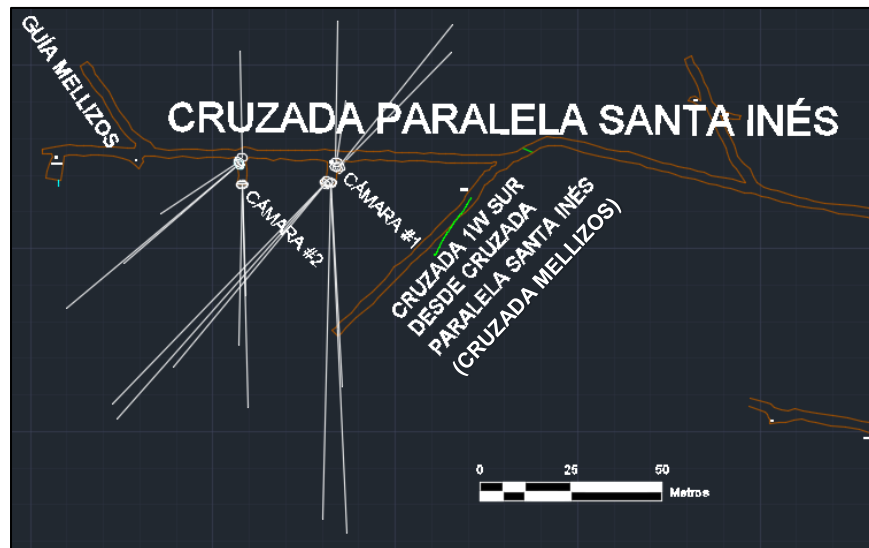 GUÍA MELLIZOS
CRUZADA PARALELA SANTA INÉS
CÁMARA #2
CÁMARA #1
CRUZADA 1W SUR
DESDE CRUZADA
PARALELA SANTA INÉS
(CRUZADA MELLIZOS)
0 25 50
Metros